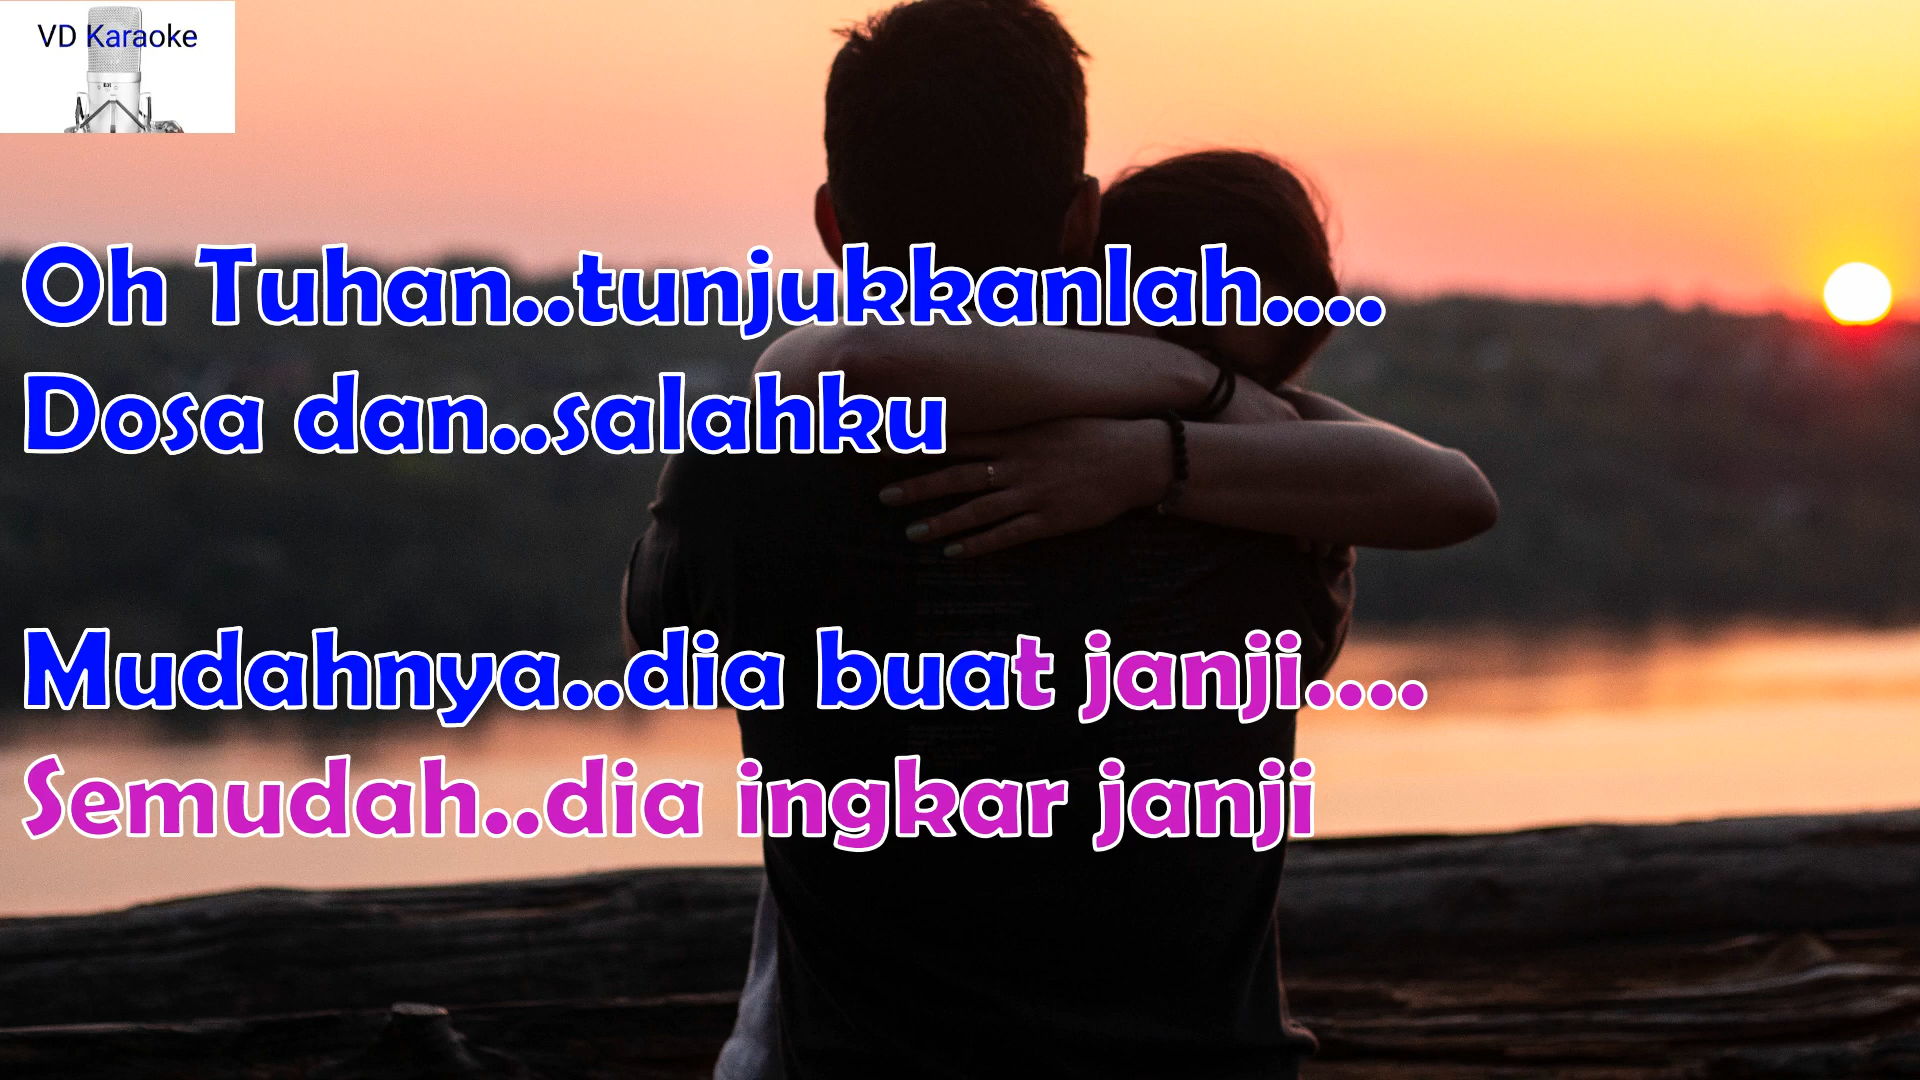 VD Karaoke
Oh Tuhan..tunjukkanlah....
Dosa dan..salahku
Mudahnya..dia buat janji....
Semudah..dia ingkar janji